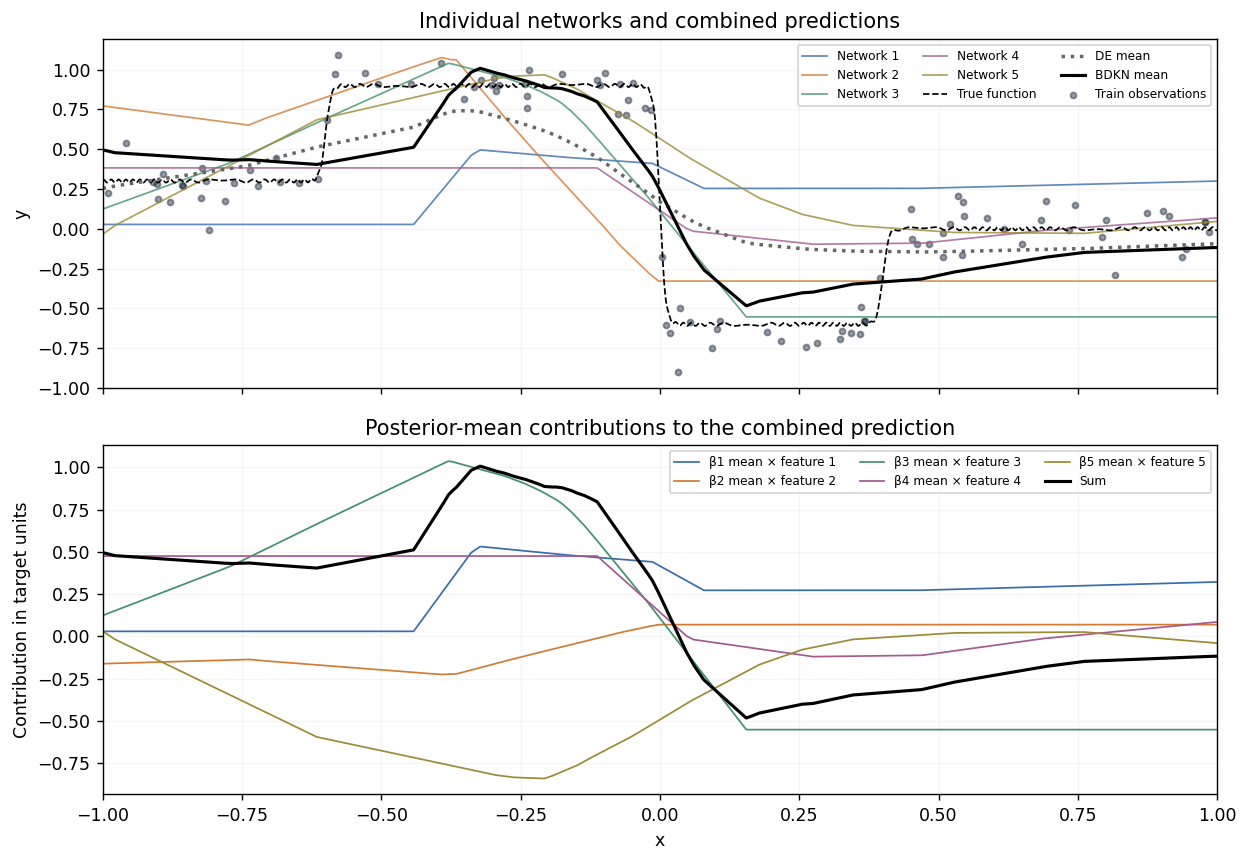 Individual networks and combined predictions
Network 1
Network 2
Network 3
Network 4
Network 5
True function
DE mean
BDKN mean
Train observations
y
1.00
0.75
0.50
0.25
0.00
−0.25
−0.50
−0.75
−1.00
Posterior-mean contributions to the combined prediction
β1 mean × feature 1
β2 mean × feature 2
β3 mean × feature 3
β4 mean × feature 4
β5 mean × feature 5
Sum
Contribution in target units
1.00
0.75
0.50
0.25
0.00
−0.25
−0.50
−0.75
−1.00 −0.75 −0.50 −0.25 0.00 0.25 0.50 0.75 1.00
x